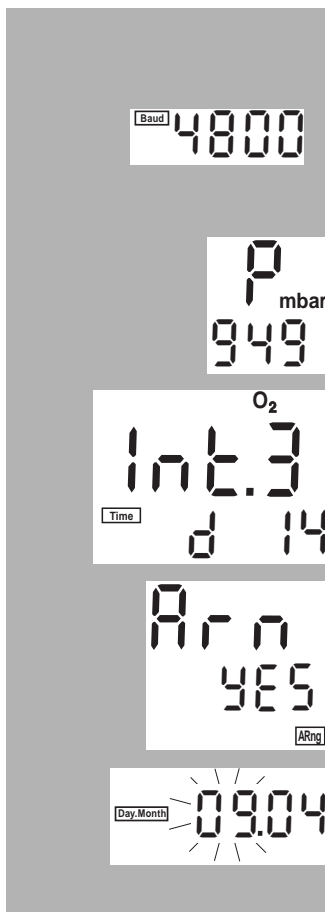 Baud 4800
P
mbar
949
O₂
Int.3
Time d 14
Arn
YES
ARng
Day.Month 09.04